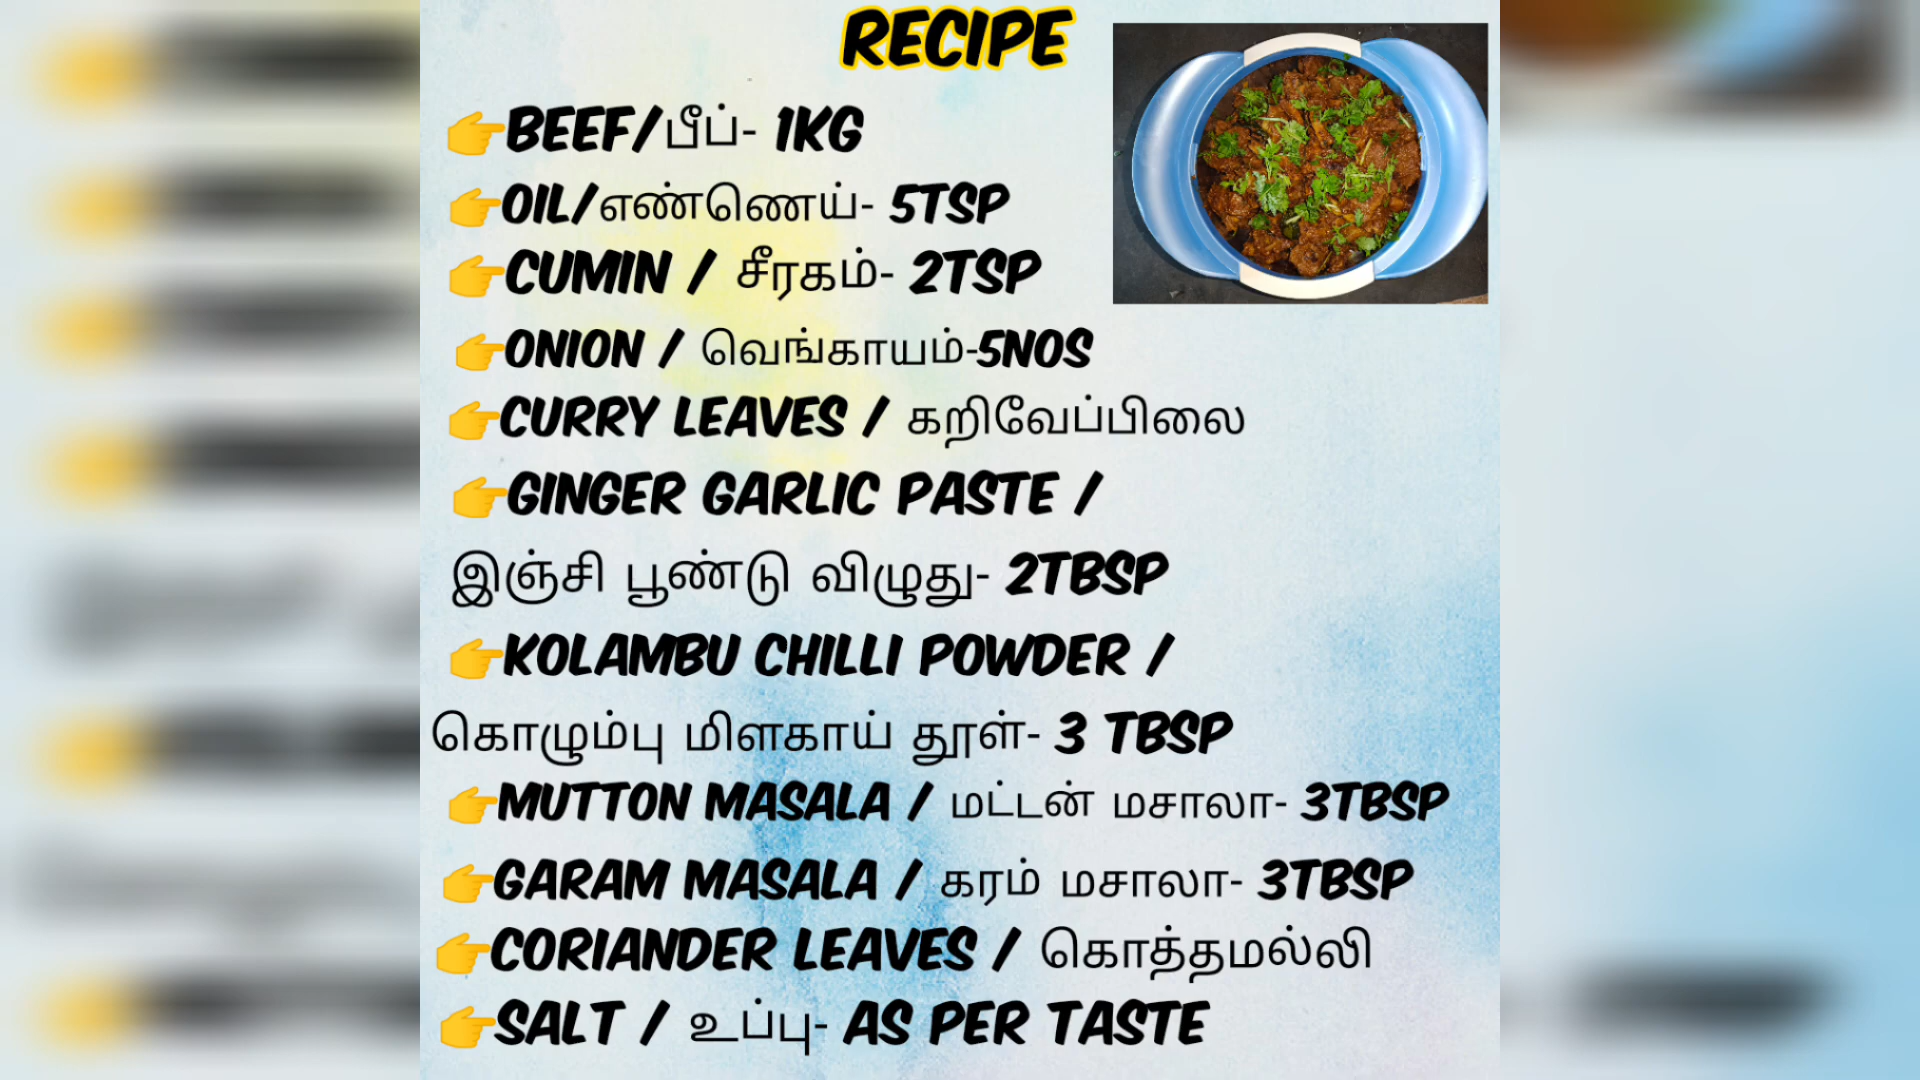 RECIPE
👉BEEF/பீப்- 1KG
👉OIL/எண்ணெய்- 5TSP
👉CUMIN / சீரகம்- 2TSP
👉ONION / வெங்காயம்-5NOS
👉CURRY LEAVES / கறிவேப்பிலை
👉GINGER GARLIC PASTE /
இஞ்சி பூண்டு விழுது- 2TBSP
👉KOLAMBU CHILLI POWDER /
கொழும்பு மிளகாய் தூள்- 3 TBSP
👉MUTTON MASALA / மட்டன் மசாலா- 3TBSP
👉GARAM MASALA / கரம் மசாலா- 3TBSP
👉CORIANDER LEAVES / கொத்தமல்லி
👉SALT / உப்பு- AS PER TASTE